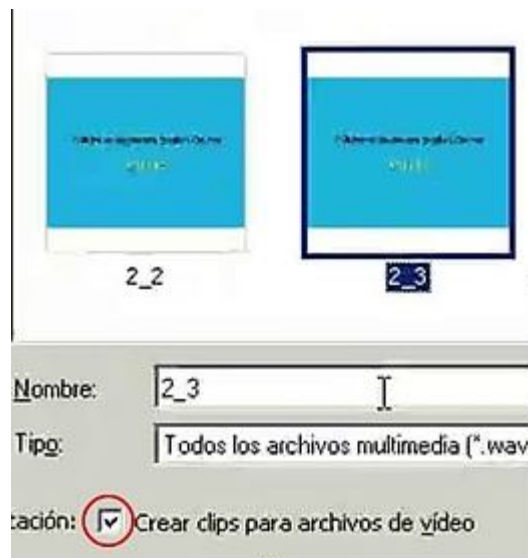 2_2
2_3
Nombre:
2_3
Tipo:
Todos los archivos multimedia (*.wav
tación:
Crear clips para archivos de vídeo